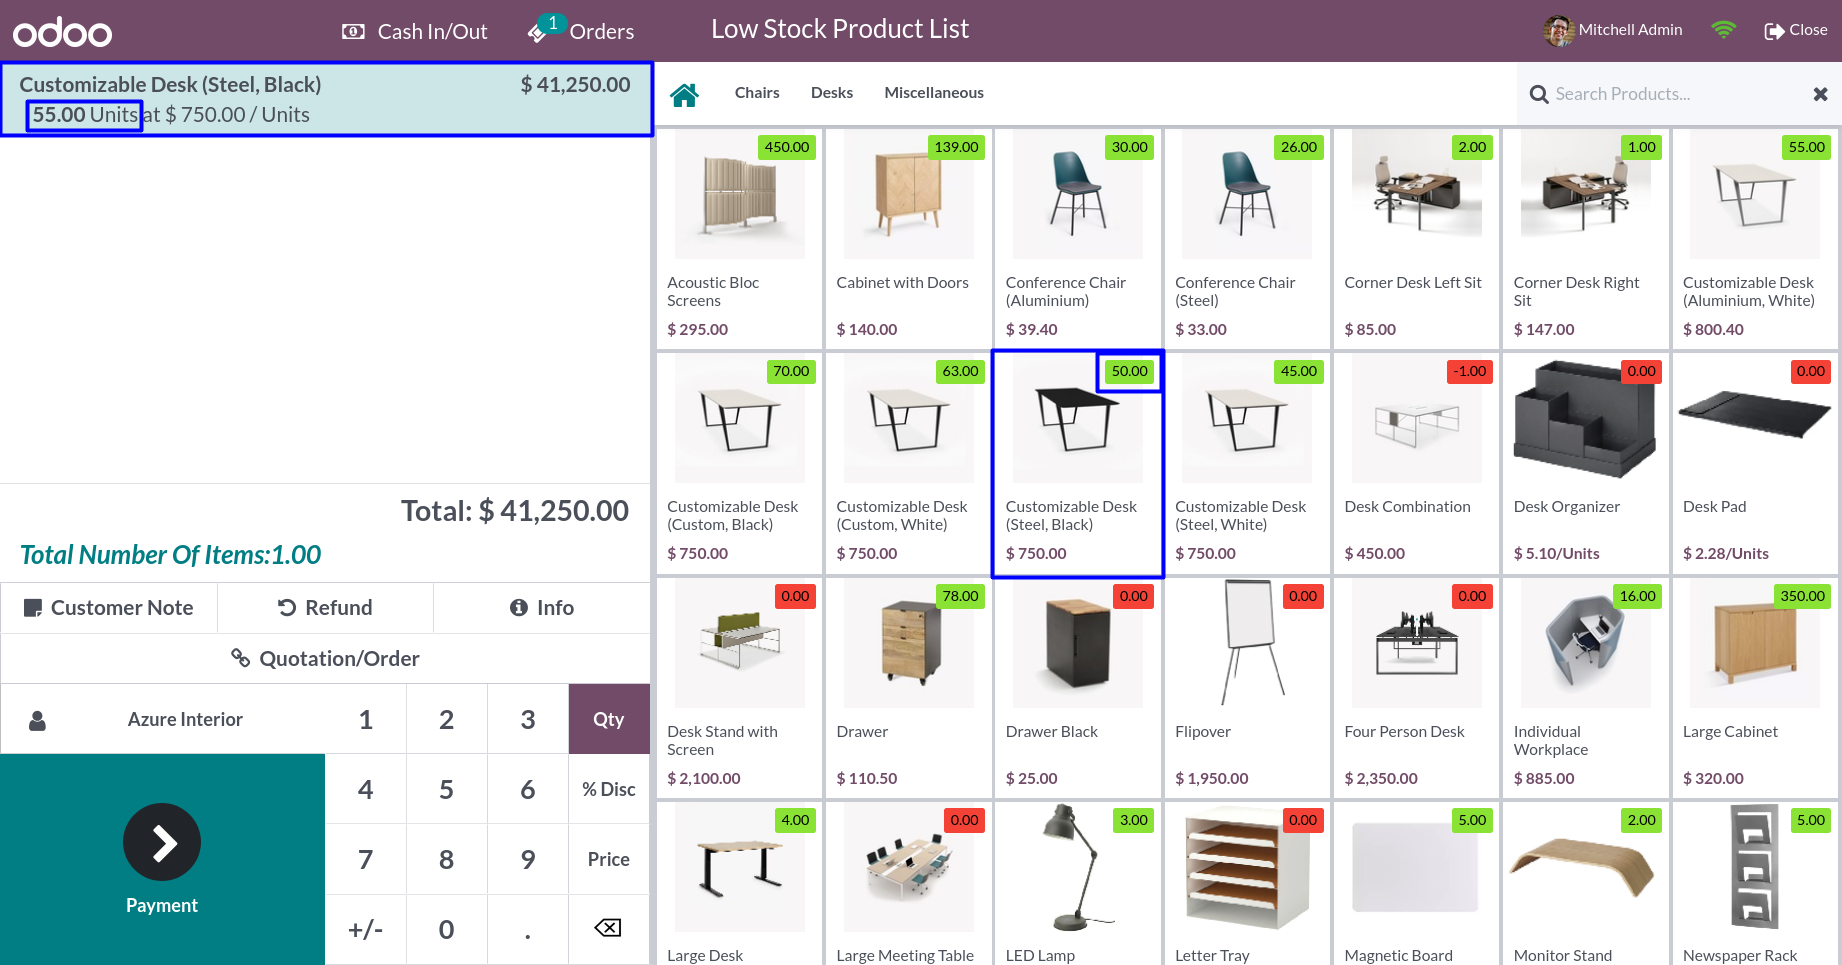 odoo
Cash In/Out
1
Orders
Low Stock Product List
Mitchell Admin
Close
Customizable Desk (Steel, Black)
$ 41,250.00
55.00 Units at $ 750.00 / Units
Total: $ 41,250.00
Total Number Of Items:1.00
Customer Note
Refund
Info
Quotation/Order
Azure Interior
1
2
3
Qty
4
5
6
% Disc
7
8
9
Price
Payment
+/-
0
.
Chairs
Desks
Miscellaneous
Search Products...
450.00
Acoustic Bloc
Screens
$ 295.00
139.00
Cabinet with Doors
$ 140.00
30.00
Conference Chair
(Aluminium)
$ 39.40
26.00
Conference Chair
(Steel)
$ 33.00
2.00
Corner Desk Left Sit
$ 85.00
1.00
Corner Desk Right
Sit
$ 147.00
55.00
Customizable Desk
(Aluminium, White)
$ 800.40
70.00
Customizable Desk
(Custom, Black)
$ 750.00
63.00
Customizable Desk
(Custom, White)
$ 750.00
50.00
Customizable Desk
(Steel, Black)
$ 750.00
45.00
Customizable Desk
(Steel, White)
$ 750.00
-1.00
Desk Combination
$ 450.00
0.00
Desk Organizer
$ 5.10/Units
0.00
Desk Pad
$ 2.28/Units
0.00
Desk Stand with
Screen
$ 2,100.00
78.00
Drawer
$ 110.50
0.00
Drawer Black
$ 25.00
0.00
Flipover
$ 1,950.00
0.00
Four Person Desk
$ 2,350.00
16.00
Individual
Workplace
$ 885.00
350.00
Large Cabinet
$ 320.00
4.00
Large Desk
0.00
Large Meeting Table
3.00
LED Lamp
0.00
Letter Tray
5.00
Magnetic Board
2.00
Monitor Stand
5.00
Newspaper Rack